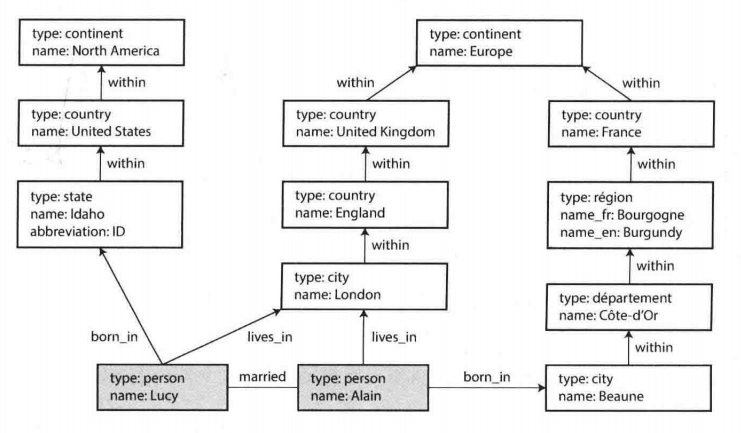 type: continent
name: North America
type: continent
name: Europe
within
within
within
type: country
name: United States
type: country
name: United Kingdom
type: country
name: France
within
within
within
type: state
name: Idaho
abbreviation: ID
type: country
name: England
type: région
name_fr: Bourgogne
name_en: Burgundy
within
within
type: city
name: London
type: département
name: Côte-d'Or
born_in
lives_in
lives_in
within
type: person
name: Lucy
married
type: person
name: Alain
born_in
type: city
name: Beaune